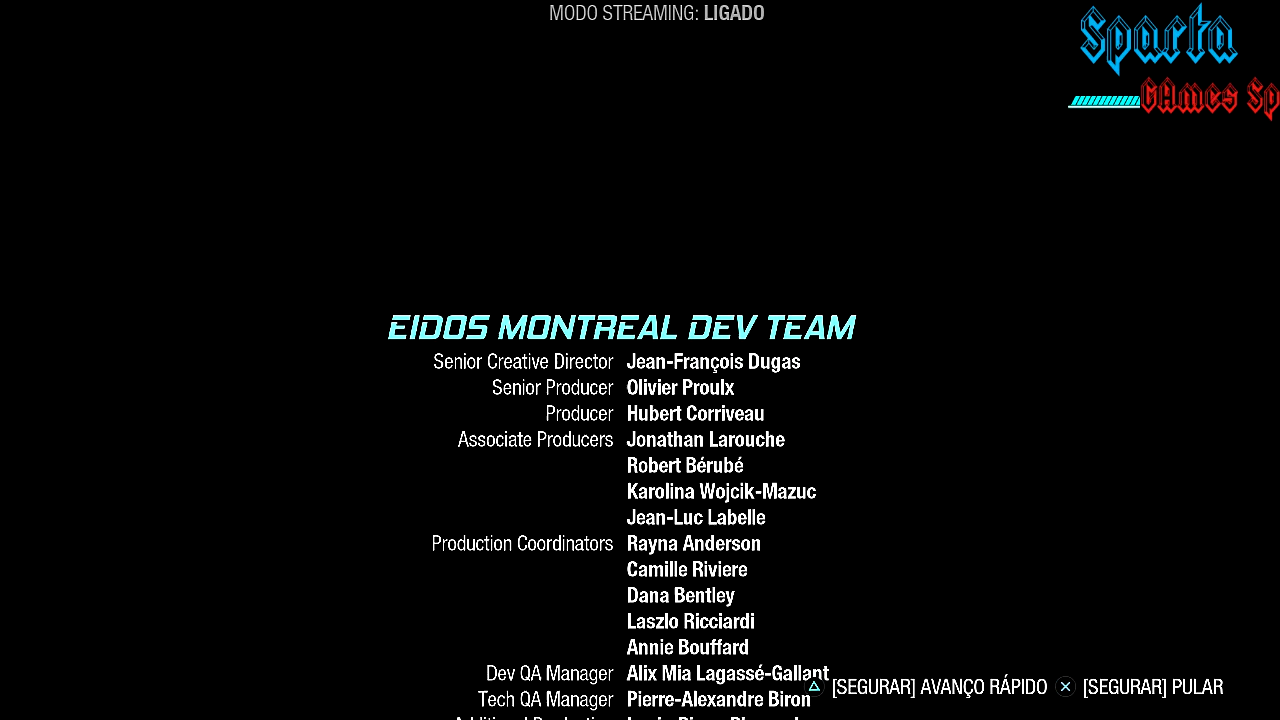 MODO STREAMING: LIGADO
Sparta
GAmes Sp
EIDOS MONTREAL DEV TEAM
Senior Creative Director Jean-François Dugas
Senior Producer Olivier Proulx
Producer Hubert Corriveau
Associate Producers Jonathan Larouche
Robert Bérubé
Karolina Wojcik-Mazuc
Jean-Luc Labelle
Production Coordinators Rayna Anderson
Camille Riviere
Dana Bentley
Laszlo Ricciardi
Annie Bouffard
Dev QA Manager Alix Mia Lagassé-Gallant
Tech QA Manager Pierre-Alexandre Biron
[SEGURAR] AVANÇO RÁPIDO [SEGURAR] PULAR